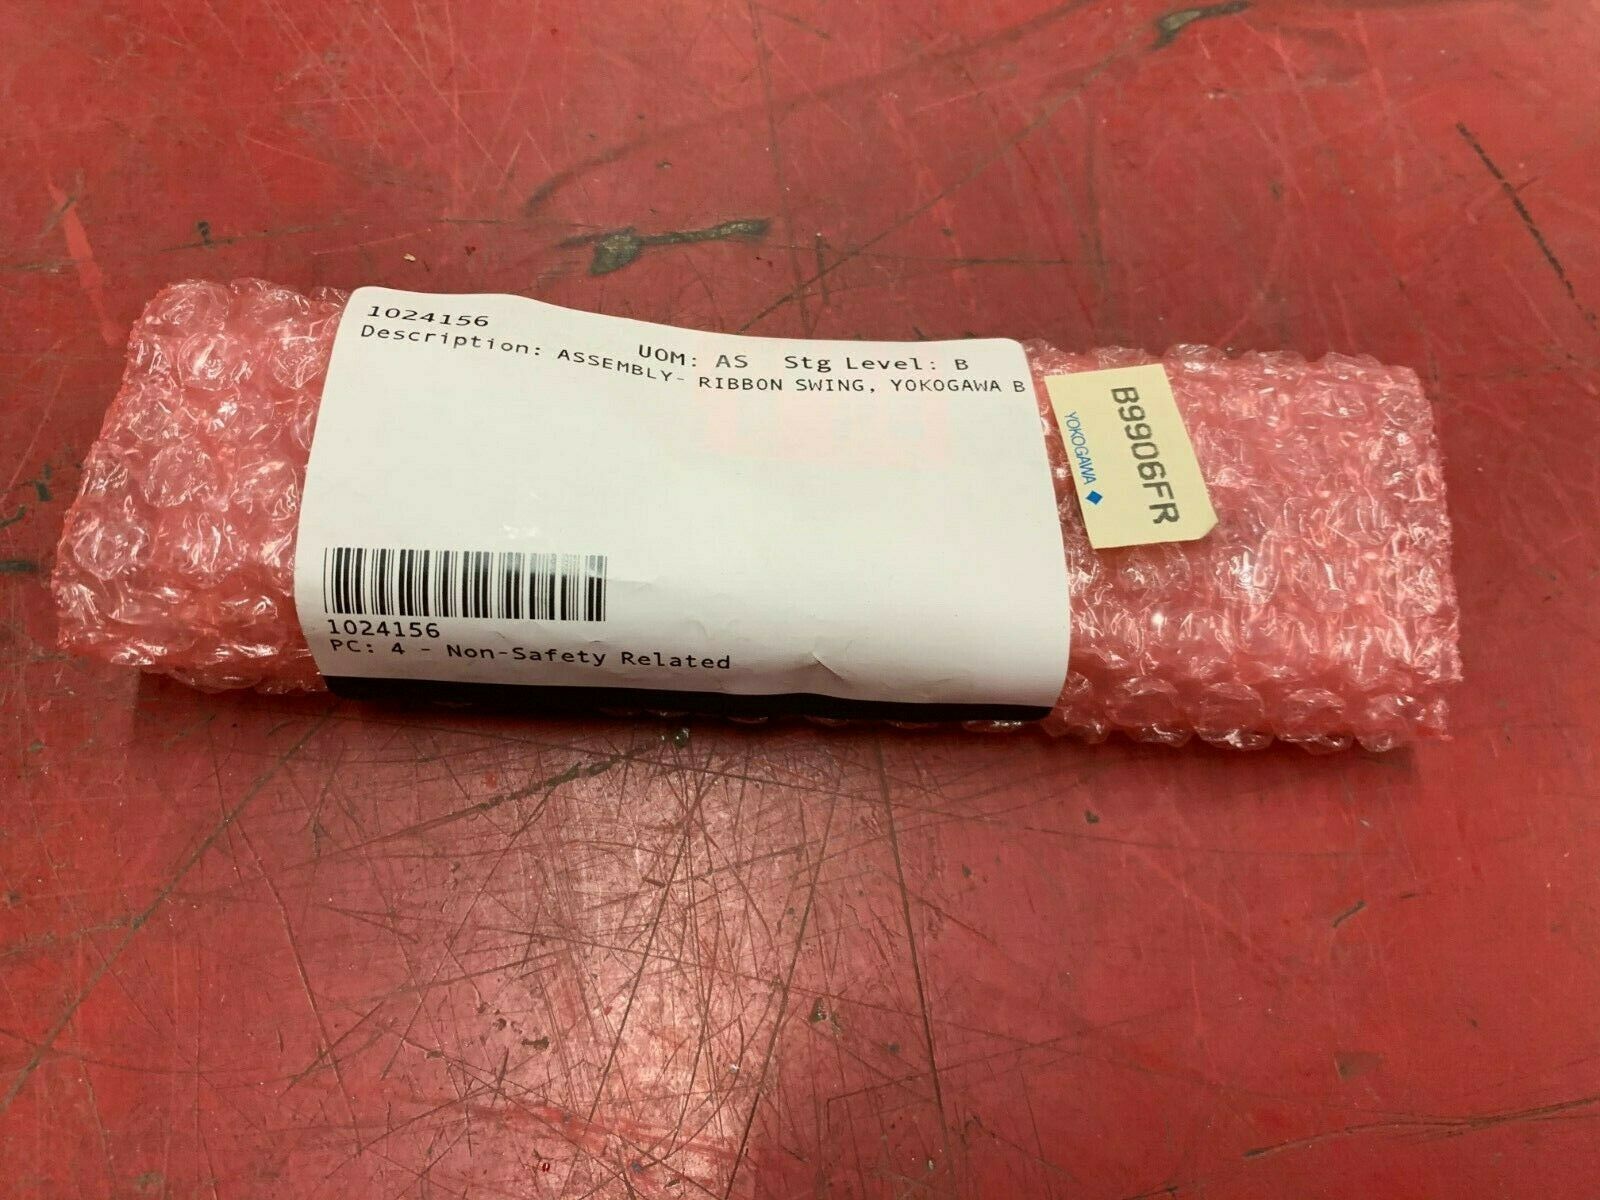 1024156
UOM: AS Stg Level: B
Description: ASSEMBLY- RIBBON SWING, YOKOGAWA B
B9906FR
YOKOGAWA
1024156
PC: 4 - Non-Safety Related